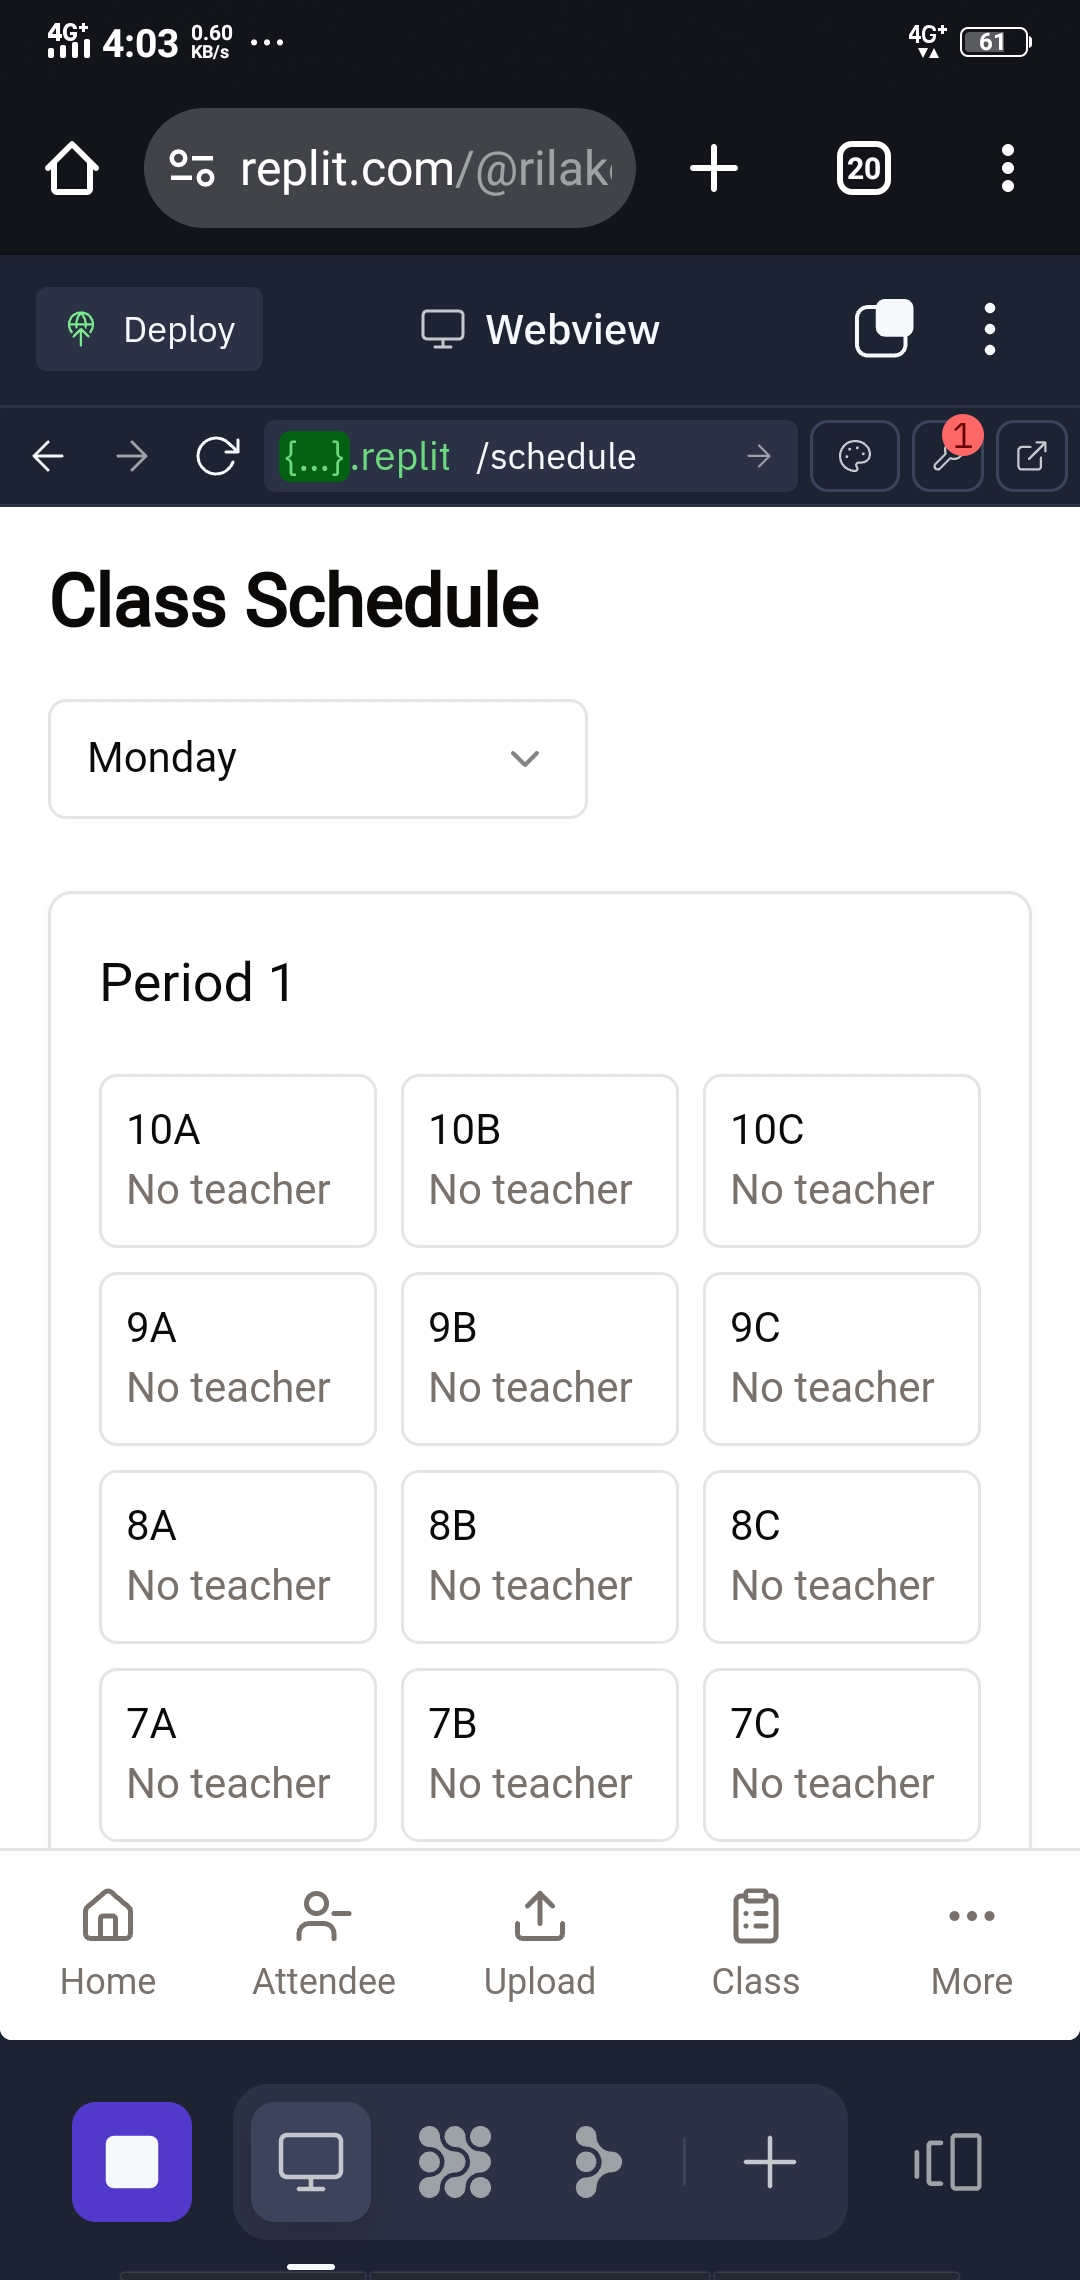 4G+ 4:03 0.60 KB/s ... 4G+ 61
replit.com/@rilak
20
Deploy Webview
{...}.replit /schedule 1
Class Schedule
Monday
Period 1
10A 10B 10C
No teacher No teacher No teacher
9A 9B 9C
No teacher No teacher No teacher
8A 8B 8C
No teacher No teacher No teacher
7A 7B 7C
No teacher No teacher No teacher
Home Attendee Upload Class More